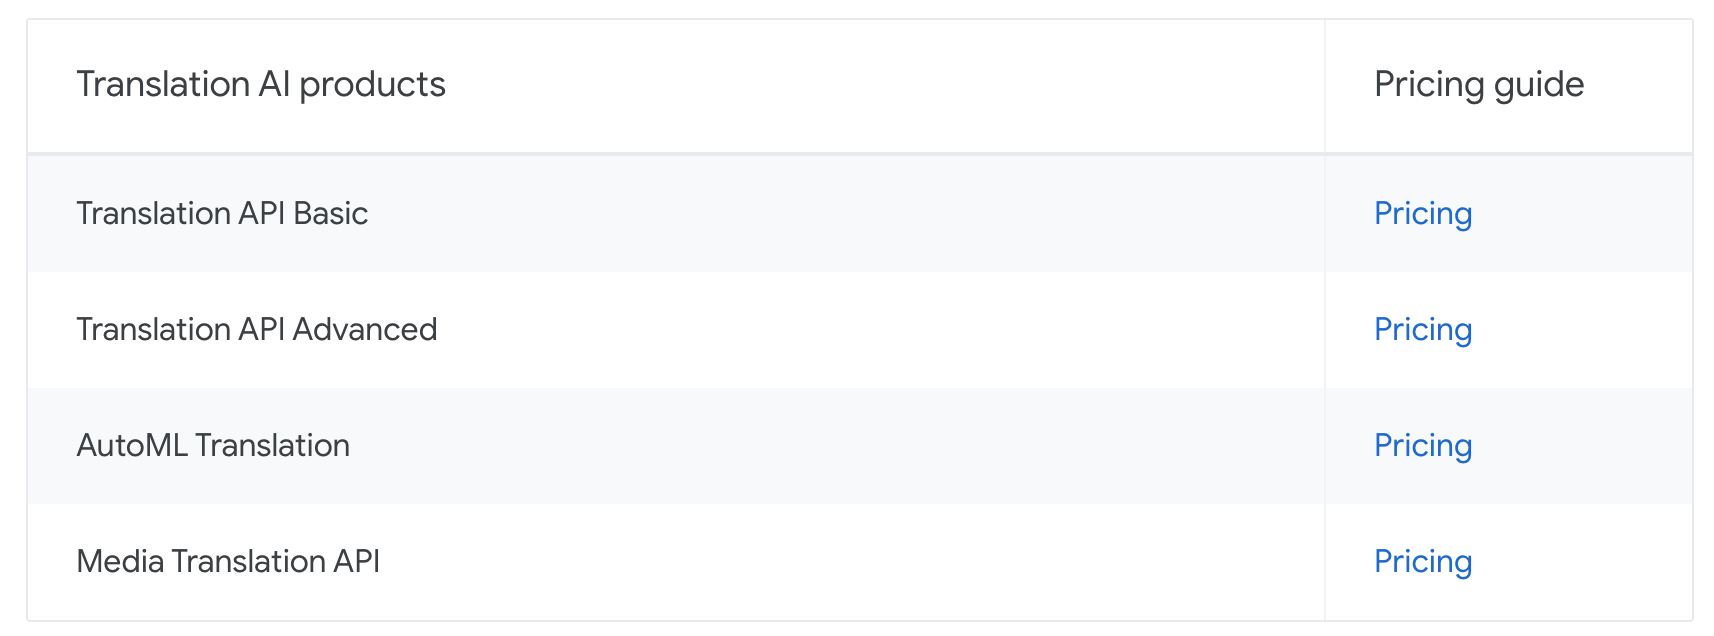 Translation AI products
Pricing guide
Translation API Basic
Pricing
Translation API Advanced
Pricing
AutoML Translation
Pricing
Media Translation API
Pricing